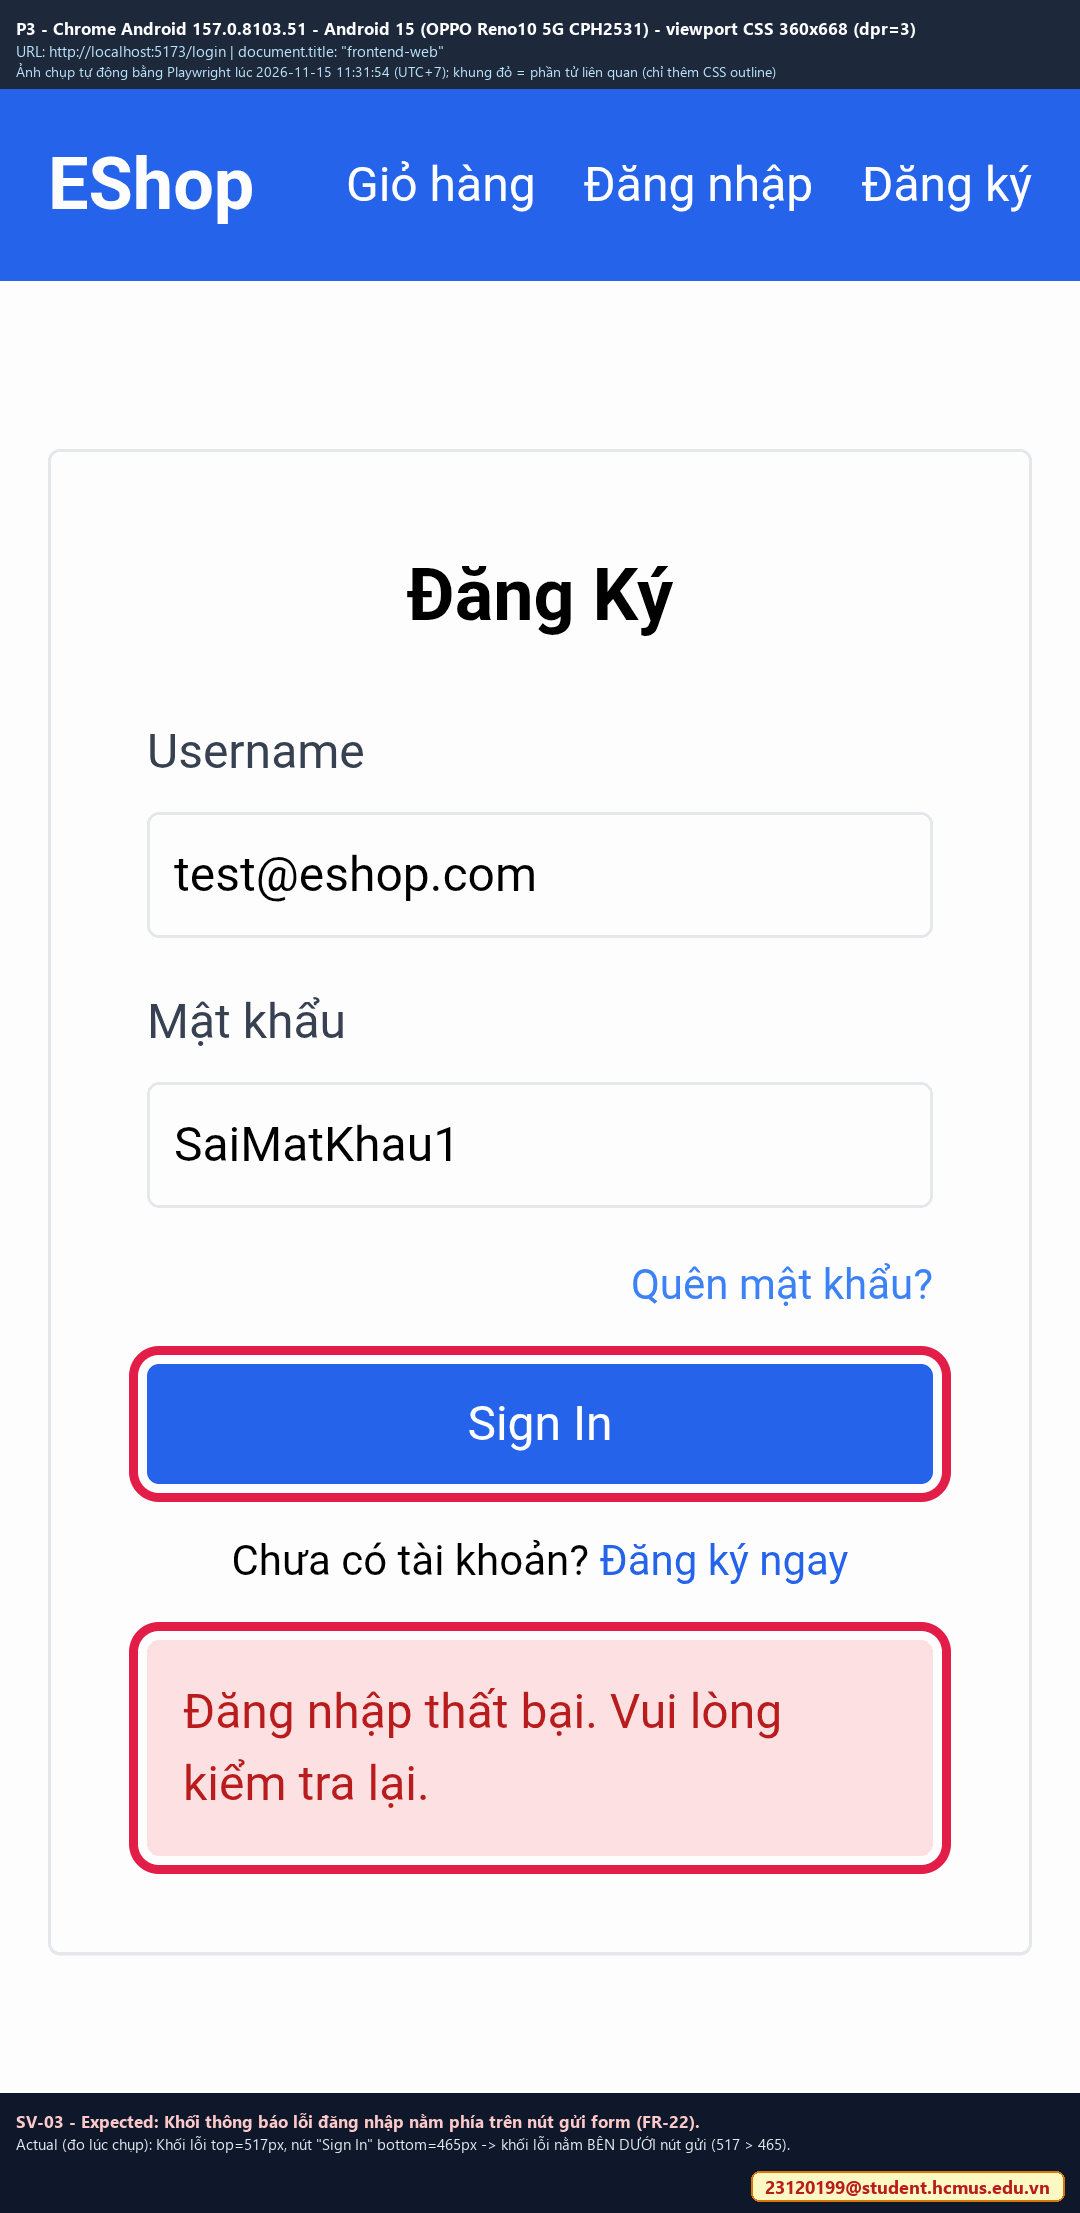 P3 - Chrome Android 157.0.8103.51 - Android 15 (OPPO Reno10 5G CPH2531) - viewport CSS 360x668 (dpr=3)
URL: http://localhost:5173/login | document.title: "frontend-web"
Ảnh chụp tự động bằng Playwright lúc 2026-11-15 11:31:54 (UTC+7); khung đỏ = phần tử liên quan (chỉ thêm CSS outline)
EShop Giỏ hàng Đăng nhập Đăng ký
Đăng Ký
Username
test@eshop.com
Mật khẩu
SaiMatKhau1
Quên mật khẩu?
Sign In
Chưa có tài khoản? Đăng ký ngay
Đăng nhập thất bại. Vui lòng
kiểm tra lại.
SV-03 - Expected: Khối thông báo lỗi đăng nhập nằm phía trên nút gửi form (FR-22).
Actual (đo lúc chụp): Khối lỗi top=517px, nút "Sign In" bottom=465px -> khối lỗi nằm BÊN DƯỚI nút gửi (517 > 465).
23120199@student.hcmus.edu.vn